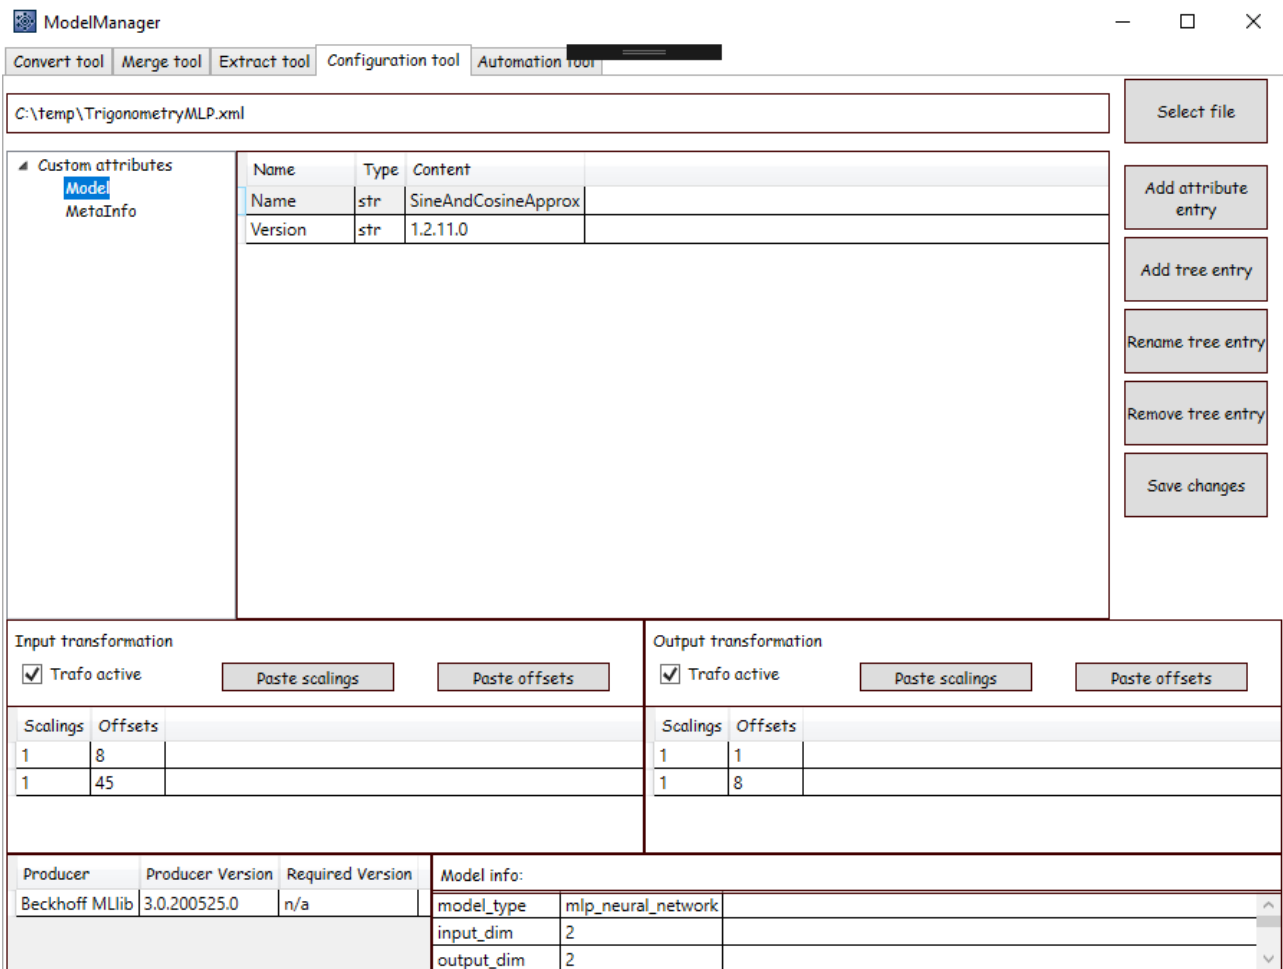 ModelManager
Convert tool Merge tool Extract tool Configuration tool Automation tool
C:\temp\TrigonometryMLP.xml
Select file
Custom attributes
Model
MetaInfo
Name Type Content
Name str SineAndCosineApprox
Version str 1.2.11.0
Add attribute
entry
Add tree entry
Rename tree entry
Remove tree entry
Save changes
Input transformation
Trafo active Paste scalings Paste offsets
Scalings Offsets
1 8
1 45
Output transformation
Trafo active Paste scalings Paste offsets
Scalings Offsets
1 1
1 8
Producer Producer Version Required Version
Beckhoff MLlib 3.0.200525.0 n/a
Model info:
model_type mlp_neural_network
input_dim 2
output_dim 2